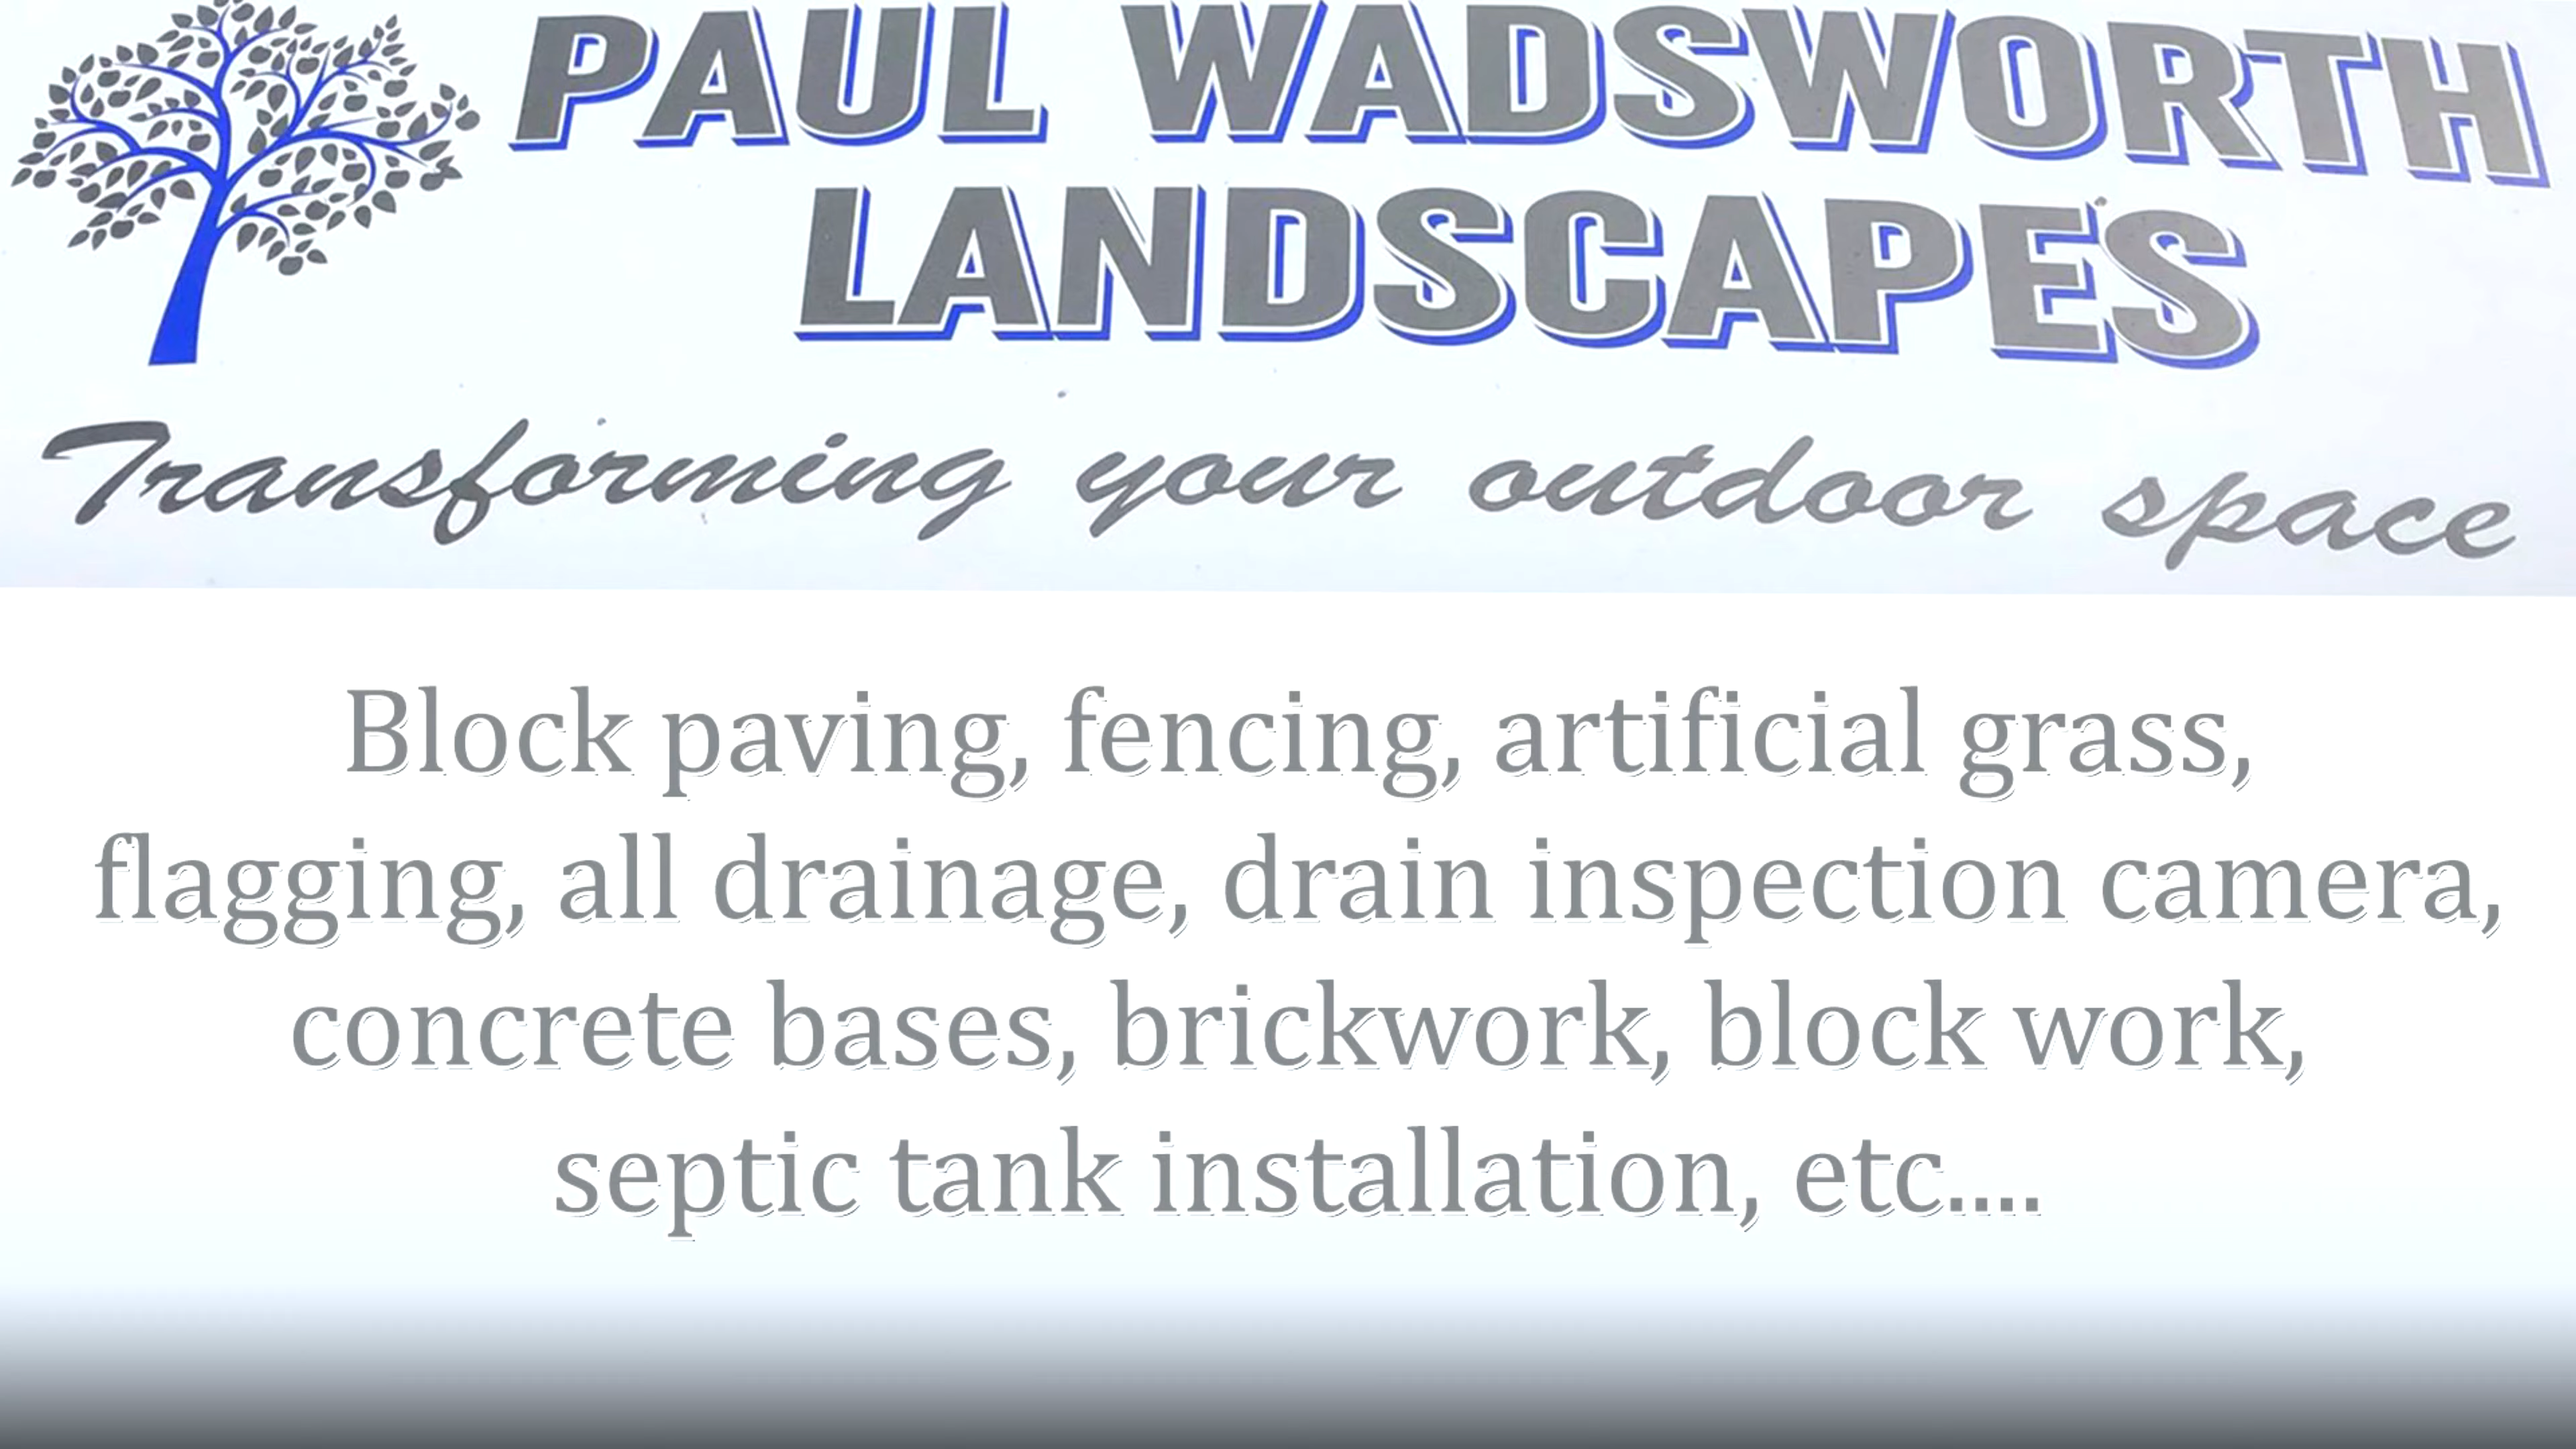 PAUL WADSWORTH
LANDSCAPES
Transforming your outdoor space
Block paving, fencing, artificial grass,
flagging, all drainage, drain inspection camera,
concrete bases, brickwork, block work,
septic tank installation, etc....